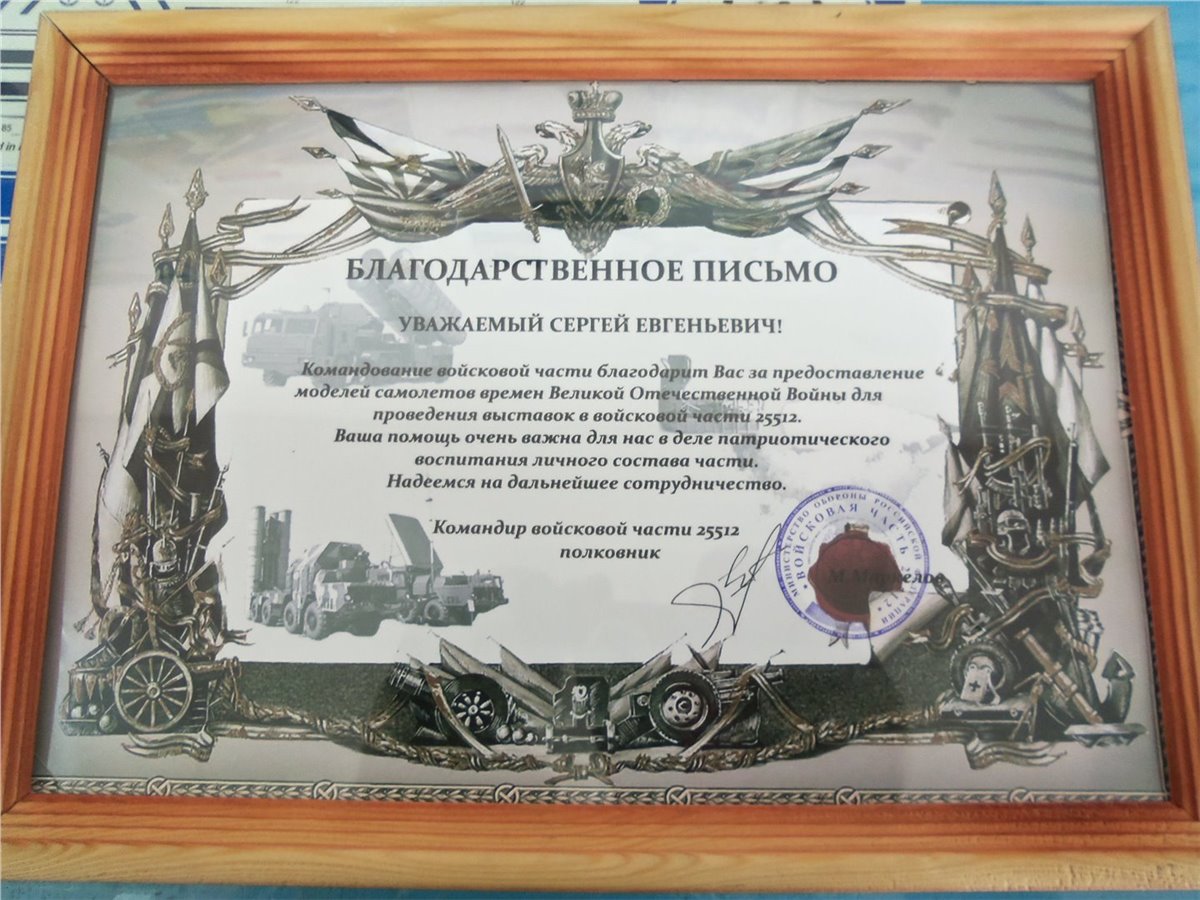 85
БЛАГОДАРСТВЕННОЕ ПИСЬМО
УВАЖАЕМЫЙ СЕРГЕЙ ЕВГЕНЬЕВИЧ!
Командование войсковой части благодарит Вас за предоставление
моделей самолетов времен Великой Отечественной Войны для
проведения выставок в войсковой части 25512.
Ваша помощь очень важна для нас в деле патриотического
воспитания личного состава части.
Надеемся на дальнейшее сотрудничество.
Командир войсковой части 25512
полковник
МИНИСТЕРСТВО ОБОРОНЫ РОССИЙСКОЙ ФЕДЕРАЦИИ
ВОЙСКОВАЯ ЧАСТЬ